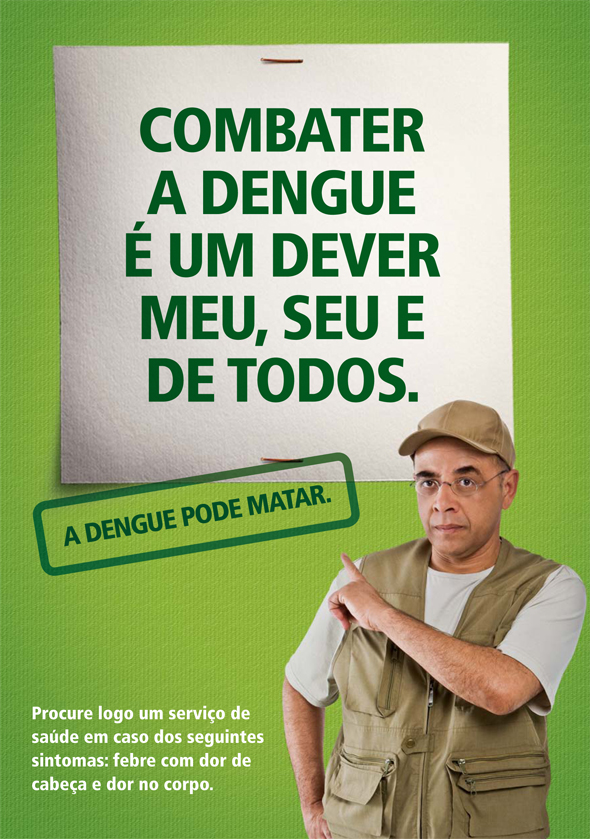 COMBATER
A DENGUE
É UM DEVER
MEU, SEU E
DE TODOS.
A DENGUE PODE MATAR.
Procure logo um serviço de
saúde em caso dos seguintes
sintomas: febre com dor de
cabeça e dor no corpo.